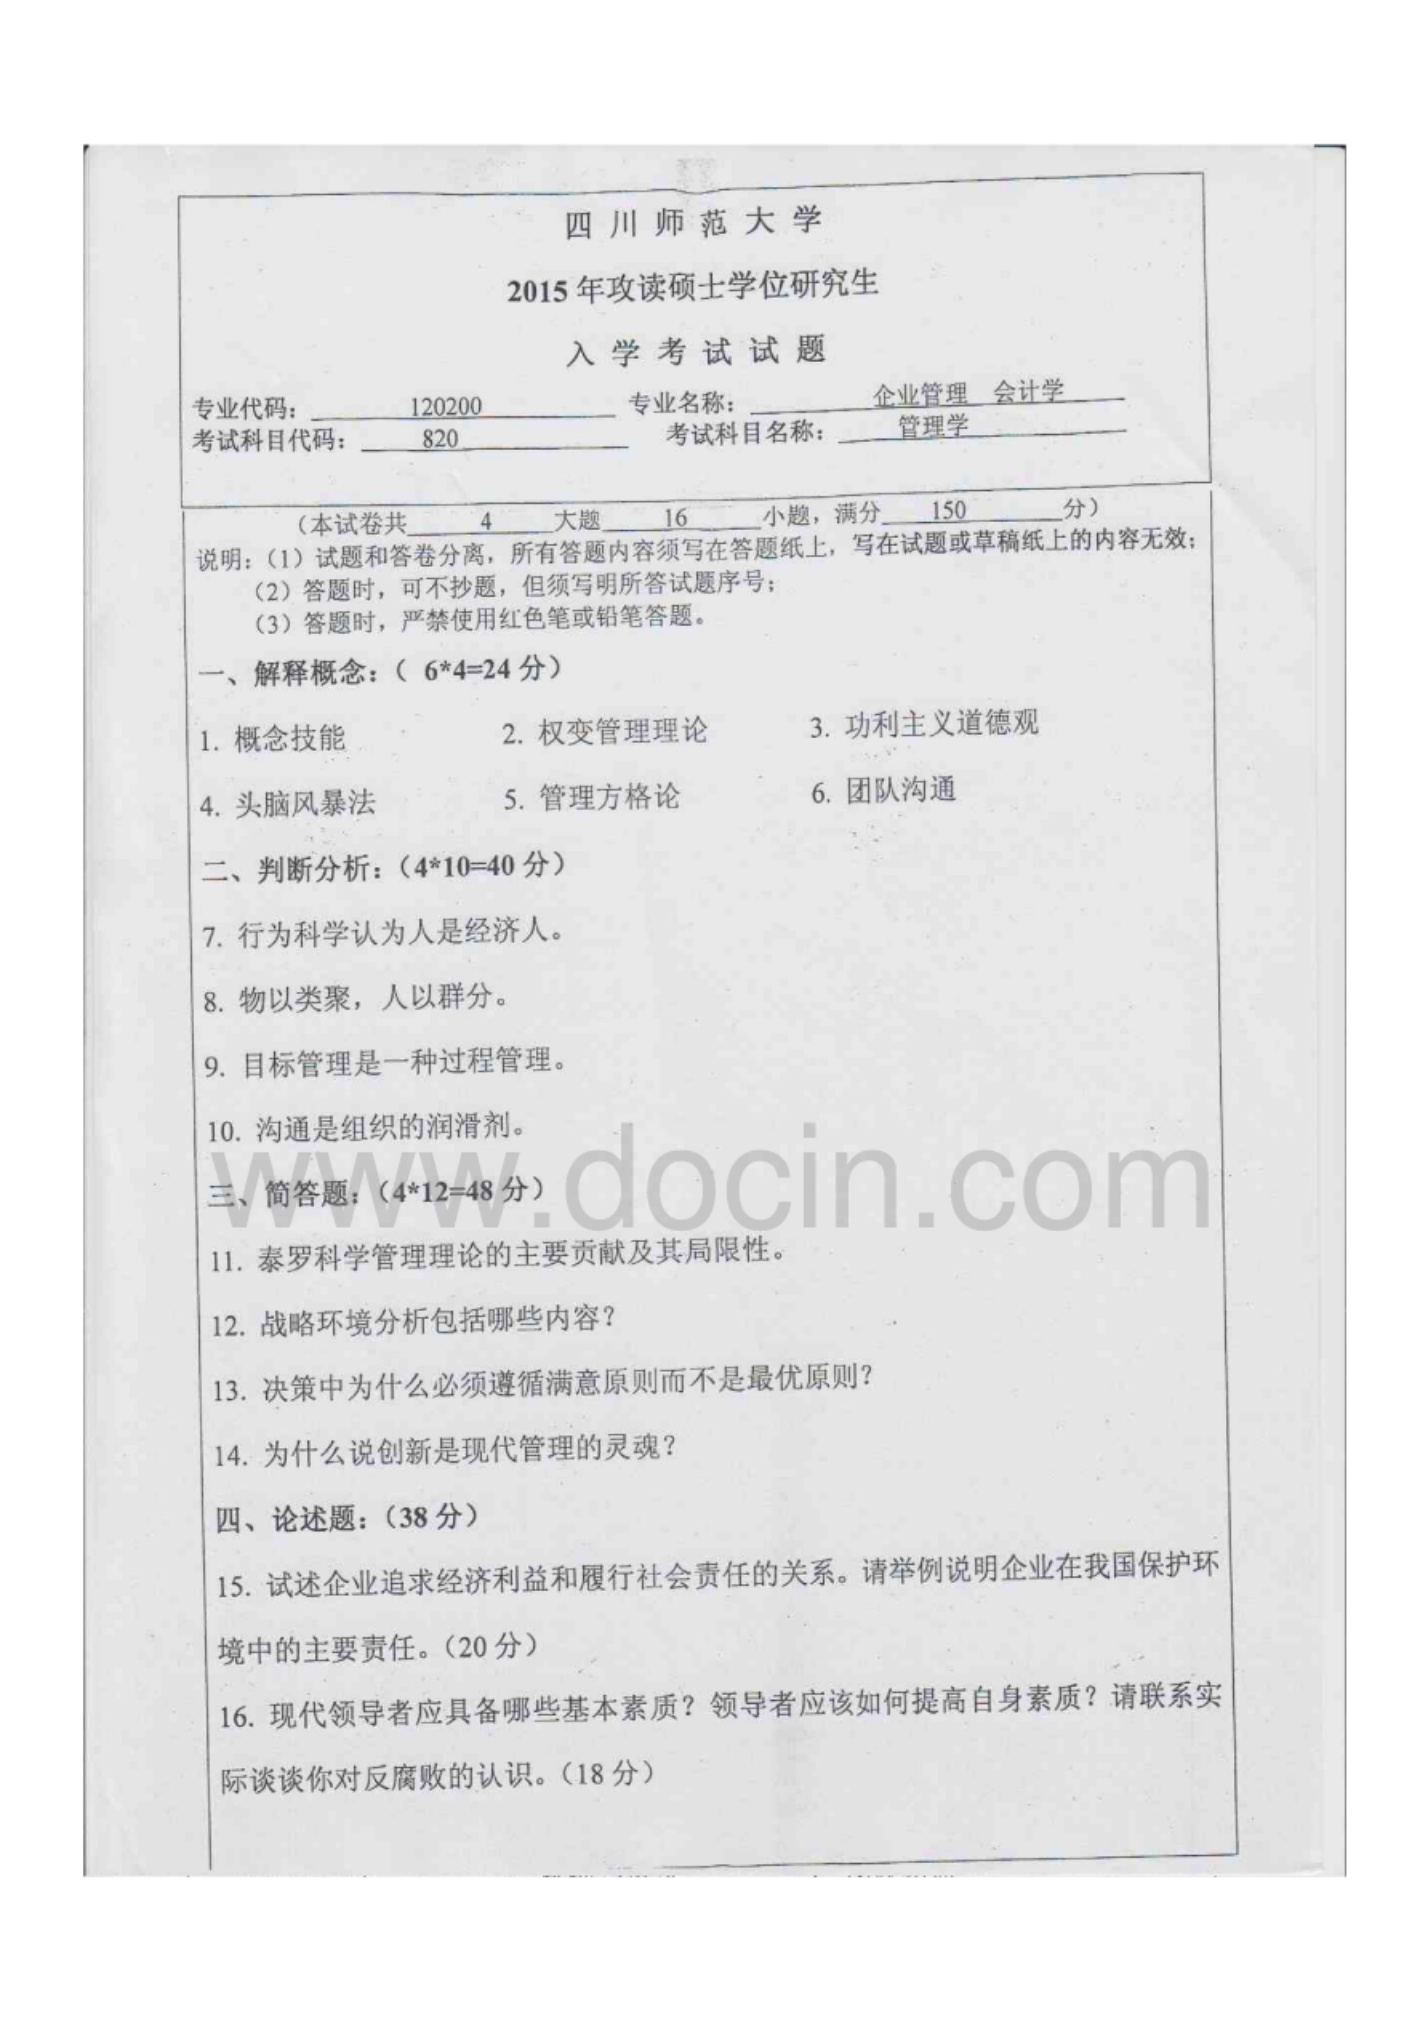 四川师范大学
2015年攻读硕士学位研究生
入学考试试题
专业代码： 120200 专业名称： 企业管理 会计学
考试科目代码： 820 考试科目名称： 管理学
（本试卷共 4 大题 16 小题，满分 150 分）
说明：（1）试题和答卷分离，所有答题内容须写在答题纸上，写在试题或草稿纸上的内容无效；
（2）答题时，可不抄题，但须写明所答试题序号；
（3）答题时，严禁使用红色笔或铅笔答题。
一、解释概念：（ 6*4=24 分）
1. 概念技能 2. 权变管理理论 3. 功利主义道德观
4. 头脑风暴法 5. 管理方格论 6. 团队沟通
二、判断分析：（4*10=40 分）
7. 行为科学认为人是经济人。
8. 物以类聚，人以群分。
9. 目标管理是一种过程管理。
10. 沟通是组织的润滑剂。
www.docin.com
三、简答题：（4*12=48 分）
11. 泰罗科学管理理论的主要贡献及其局限性。
12. 战略环境分析包括哪些内容？
13. 决策中为什么必须遵循满意原则而不是最优原则？
14. 为什么说创新是现代管理的灵魂？
四、论述题：（38 分）
15. 试述企业追求经济利益和履行社会责任的关系。请举例说明企业在我国保护环
境中的主要责任。（20 分）
16. 现代领导者应具备哪些基本素质？领导者应该如何提高自身素质？请联系实
际谈谈你对反腐败的认识。（18 分）